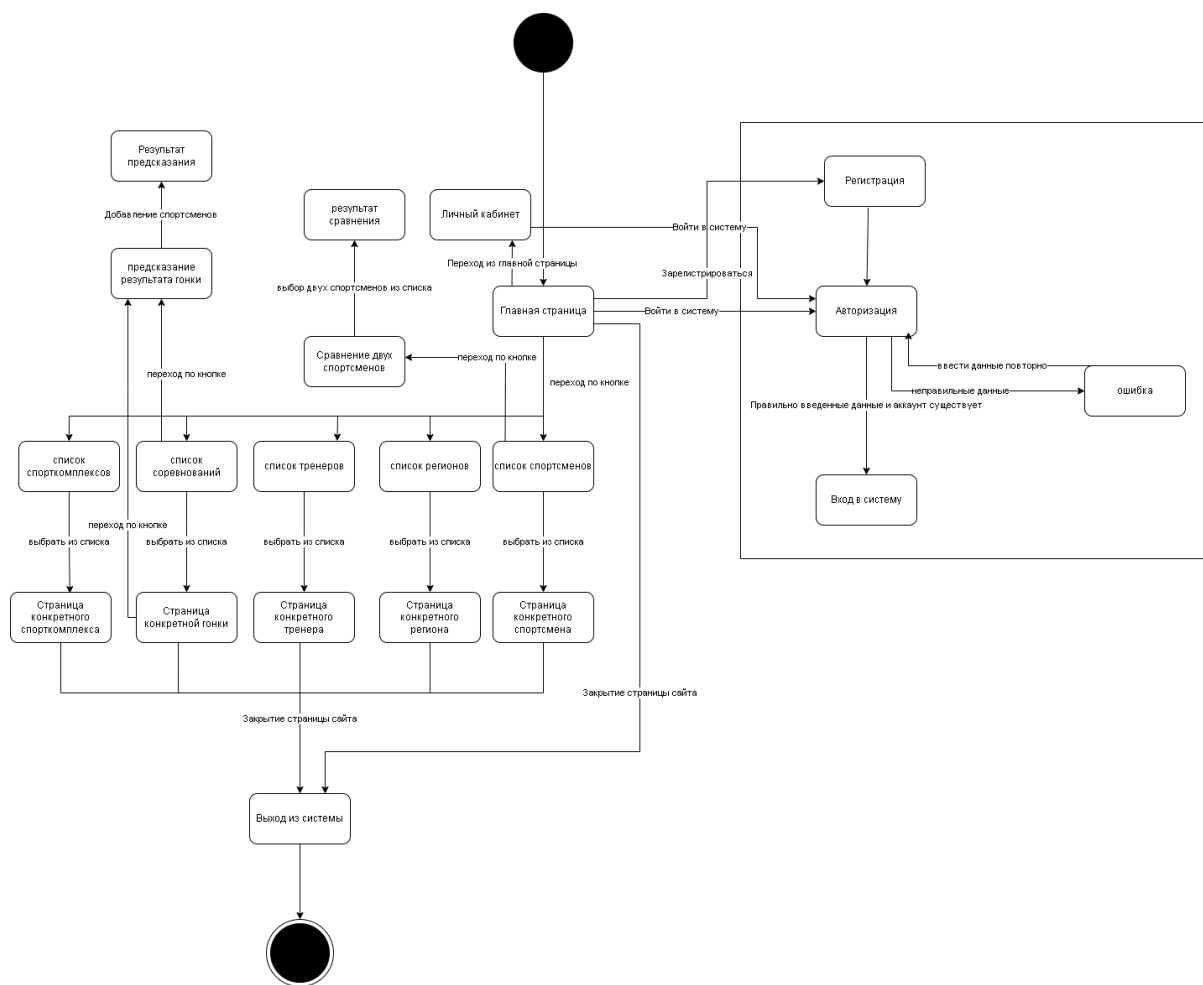 Результат
предсказания
Регистрация
результат
сравнения
Личный кабинет
Добавление спортсменов
Войти в систему
предсказание
результата гонки
Переход из главной страницы
Зарегистрироваться
выбор двух спортсменов из списка
Главная страница
Войти в систему
Авторизация
Сравнение двух
спортсменов
переход по кнопке
ввести данные повторно
переход по кнопке
переход по кнопке
неправильные данные
ошибка
Правильно введенные данные и аккаунт существует
список
спорткомплексов
список
соревнований
список тренеров
список регионов
список спортсменов
Вход в систему
переход по кнопке
выбрать из списка
выбрать из списка
выбрать из списка
выбрать из списка
выбрать из списка
Страница
конкретного
спорткомплекса
Страница
конкретной гонки
Страница
конкретного
тренера
Страница
конкретного
региона
Страница
конкретного
спортсмена
Закрытие страницы сайта
Закрытие страницы сайта
Выход из системы